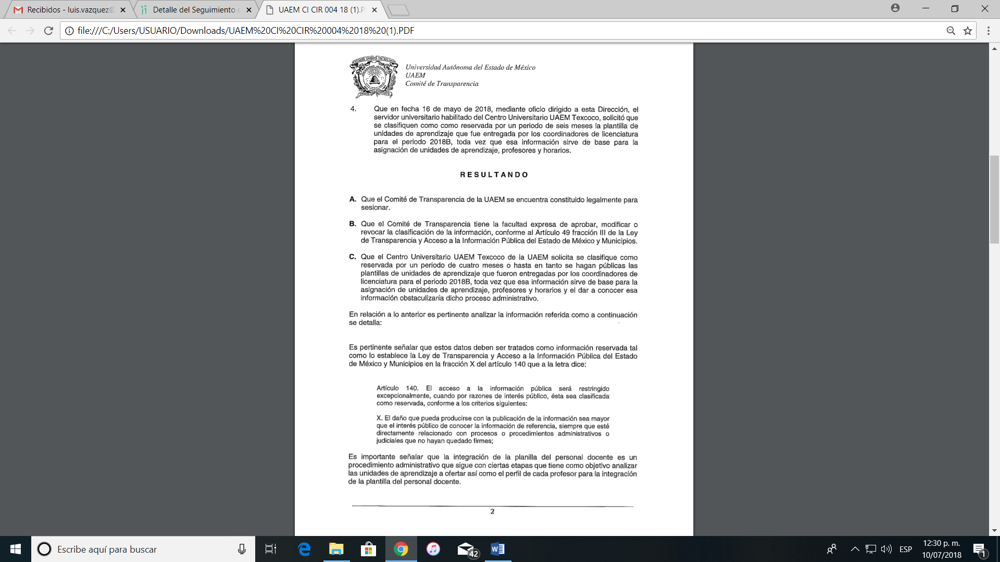 Recibidos - luis.vazquez@
Detalle del Seguimiento
UAEM CI CIR 004 18 (1).P
file:///C:/Users/USUARIO/Downloads/UAEM%20CI%20CIR%20004%2018%20(1).PDF
Universidad Autónoma del Estado de México
UAEM
Comité de Transparencia
4. Que en fecha 16 de mayo de 2018, mediante oficio dirigido a esta Dirección, el
servidor universitario habilitado del Centro Universitario UAEM Texcoco, solicitó que
se clasifiquen como como reservada por un periodo de seis meses la plantilla de
unidades de aprendizaje que fue entregada por los coordinadores de licenciatura
para el periodo 2018B, toda vez que esa información sirve de base para la
asignación de unidades de aprendizaje, profesores y horarios.
R E S U L T A N D O
A. Que el Comité de Transparencia de la UAEM se encuentra constituido legalmente para
sesionar.
B. Que el Comité de Transparencia tiene la facultad expresa de aprobar, modificar o
revocar la clasificación de la información, conforme al Artículo 49 fracción III de la Ley
de Transparencia y Acceso a la Información Pública del Estado de México y Municipios.
C. Que el Centro Universitario UAEM Texcoco de la UAEM solicita se clasifique como
reservada por un periodo de cuatro meses o hasta en tanto se hagan públicas las
plantillas de unidades de aprendizaje que fueron entregadas por los coordinadores de
licenciatura para el periodo 2018B, toda vez que esa información sirve de base para la
asignación de unidades de aprendizaje, profesores y horarios y el dar a conocer esa
información obstaculizaría dicho proceso administrativo.
En relación a lo anterior es pertinente analizar la información referida como a continuación
se detalla:
Es pertinente señalar que estos datos deben ser tratados como información reservada tal
como lo establece la Ley de Transparencia y Acceso a la Información Pública del Estado
de México y Municipios en la fracción X del artículo 140 que a la letra dice:
Artículo 140. El acceso a la información pública será restringido
excepcionalmente, cuando por razones de interés público, ésta sea clasificada
como reservada, conforme a los criterios siguientes:
X. El daño que pueda producirse con la publicación de la información sea mayor
que el interés público de conocer la información de referencia, siempre que esté
directamente relacionado con procesos o procedimientos administrativos o
judiciales que no hayan quedado firmes;
Es importante señalar que la integración de la planilla del personal docente es un
procedimiento administrativo que sigue con ciertas etapas que tiene como objetivo analizar
las unidades de aprendizaje a ofertar así como el perfil de cada profesor para la integración
de la plantilla del personal docente.
2
Escribe aquí para buscar
42
ESP
12:30 p. m.
10/07/2018
1